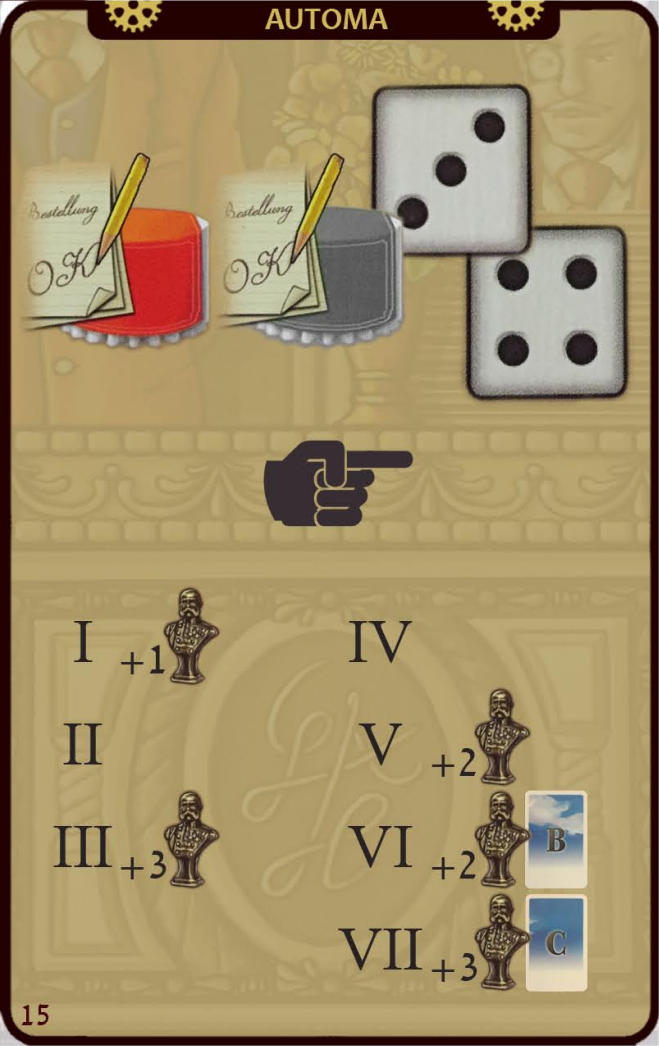 AUTOMA
Bestellung Bestellung
OK OK
I +1 IV
II V +2
III +3 VI +2 B
VII +3 C
15